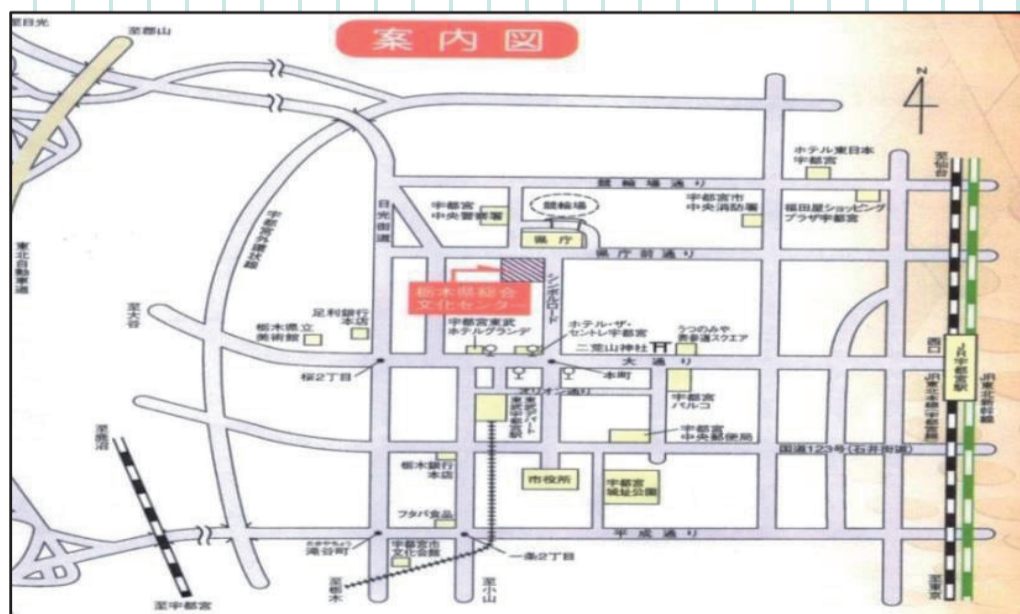 案内図
至日光
至郡山
N
至仙台
ホテル東日本
宇都宮
競輪場通り
宇都宮
中央警察署
競輪場
宇都宮市
中央消防署
福田屋ショッピング
プラザ宇都宮
日光街道
宇都宮外環状線
東北自動車道
県庁
県庁前通り
シンボルロード
栃木県総合
文化センター
至大谷
足利銀行
本店
栃木県立
美術館
宇都宮東武
ホテルグランデ
ホテル・ザ・
セントレ宇都宮
うつのみや
表参道スクエア
二荒山神社
大通り
西口
JR宇都宮駅
桜2丁目
本町
オリオン通り
東武デパート
東武宇都宮駅
宇都宮
パルコ
JR東北本線(宇都宮線)
JR東北新幹線
宇都宮
中央郵便局
国道123号(石井街道)
至鹿沼
栃木銀行
本店
市役所
宇都宮
城址公園
フタバ食品
平成通り
滝谷町
宇都宮市
文化会館
一条2丁目
至宇都宮
至栃木
至小山
至東京